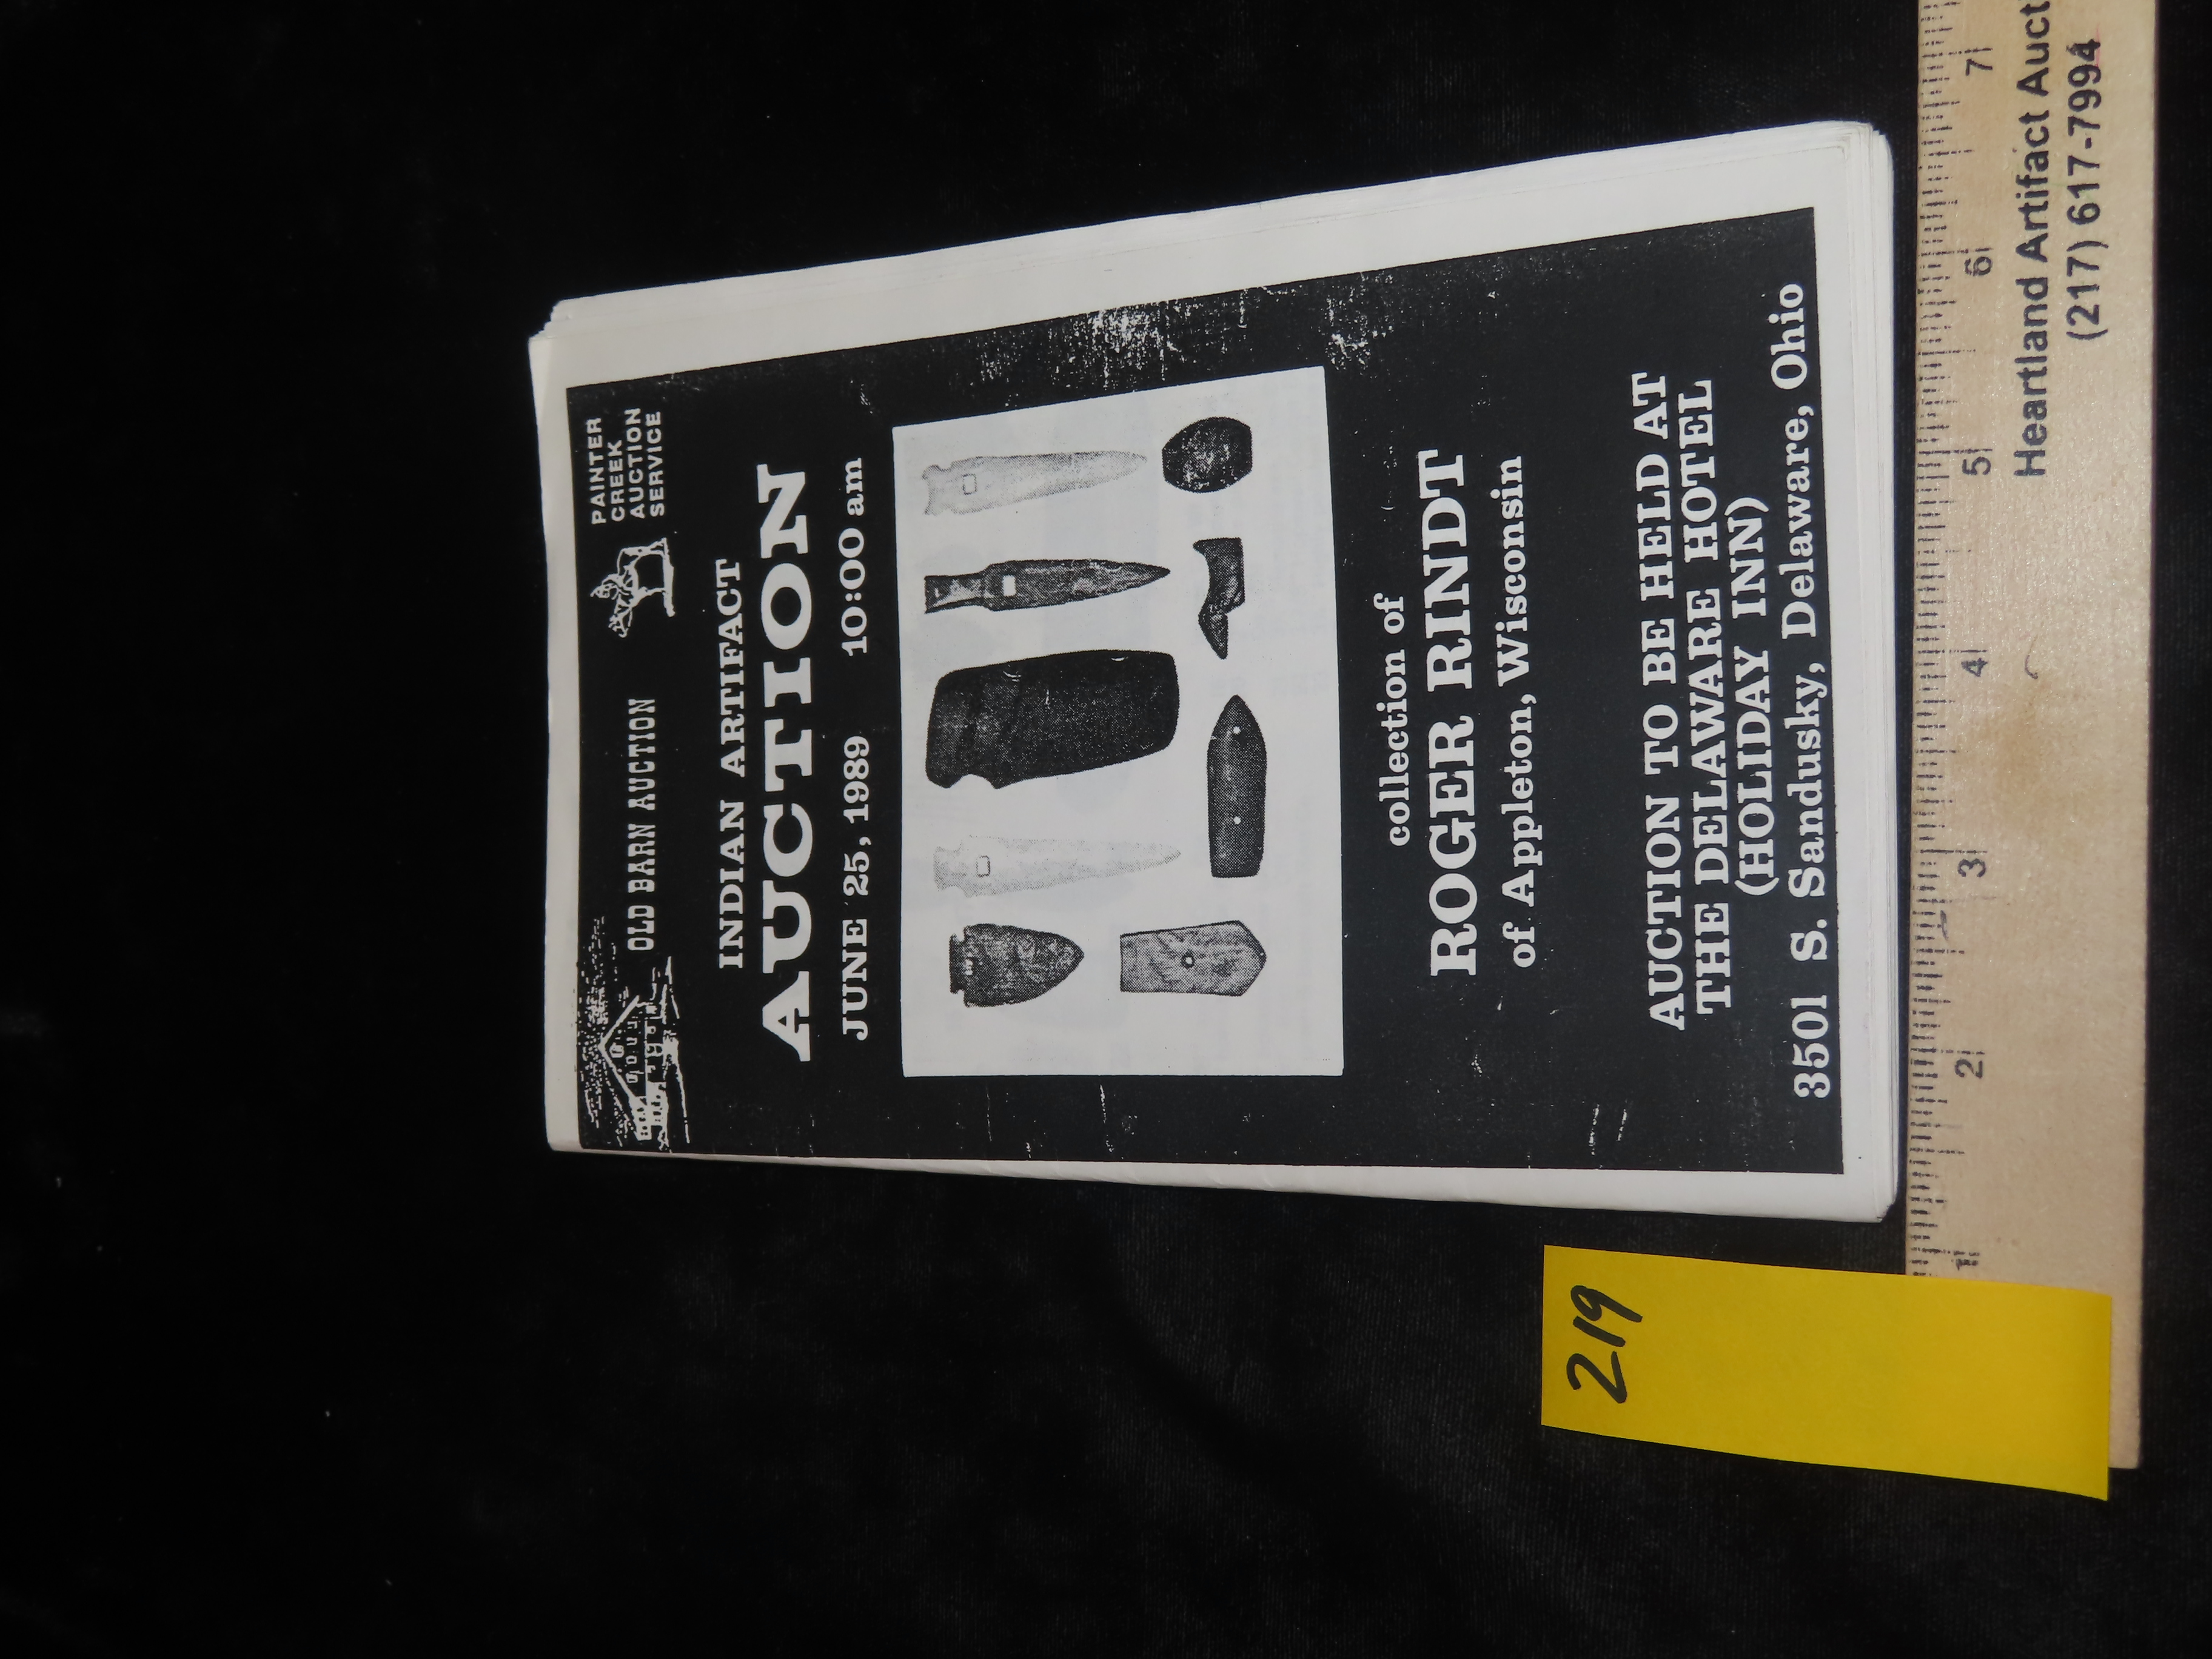 OLD BARN AUCTION
PAINTER
CREEK
AUCTION
SERVICE
INDIAN ARTIFACT
AUCTION
JUNE 25, 1989 10:00 am
collection of
ROGER RINDT
of Appleton, Wisconsin
AUCTION TO BE HELD AT
THE DELAWARE HOTEL
(HOLIDAY INN)
3501 S. Sandusky, Delaware, Ohio
219
1 2 3 4 5 6 7
Heartland Artifact Auct
(217) 617-7994